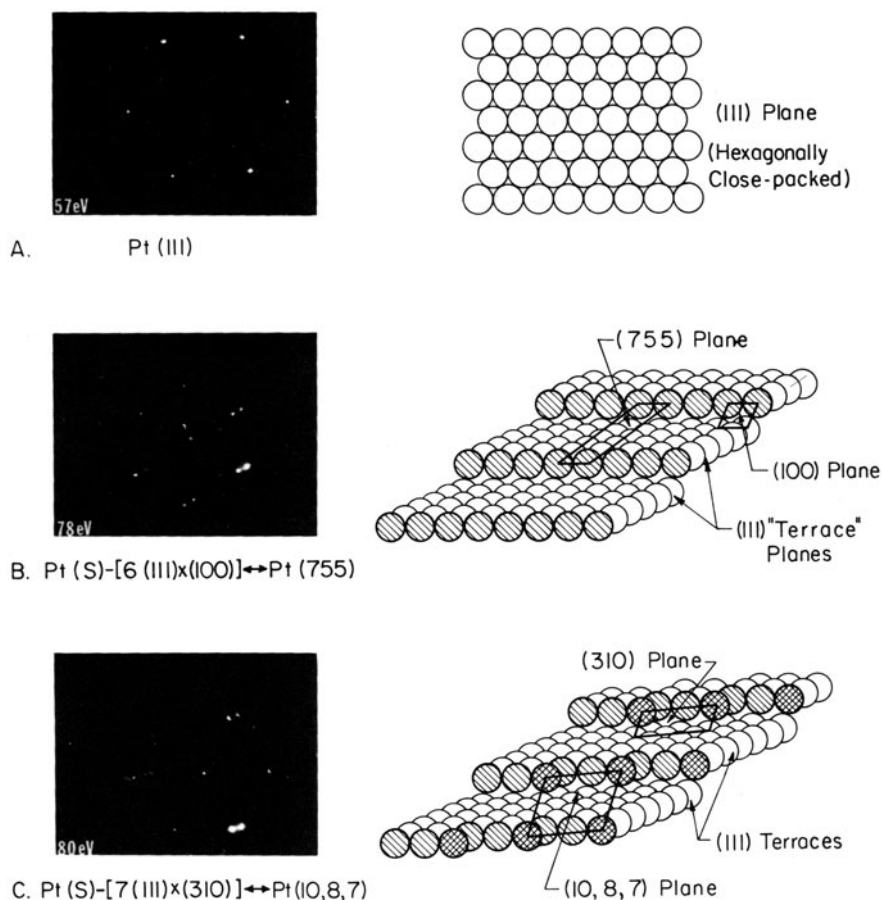 57eV
A. Pt (111)
(111) Plane
(Hexagonally
Close-packed)
78eV
B. Pt (S)-[6 (111)x(100)]↔Pt (755)
(755) Plane
(100) Plane
(111) "Terrace"
Planes
80eV
C. Pt (S)-[7(111)x(310)]↔Pt(10,8,7)
(310) Plane
(111) Terraces
(10,8,7) Plane